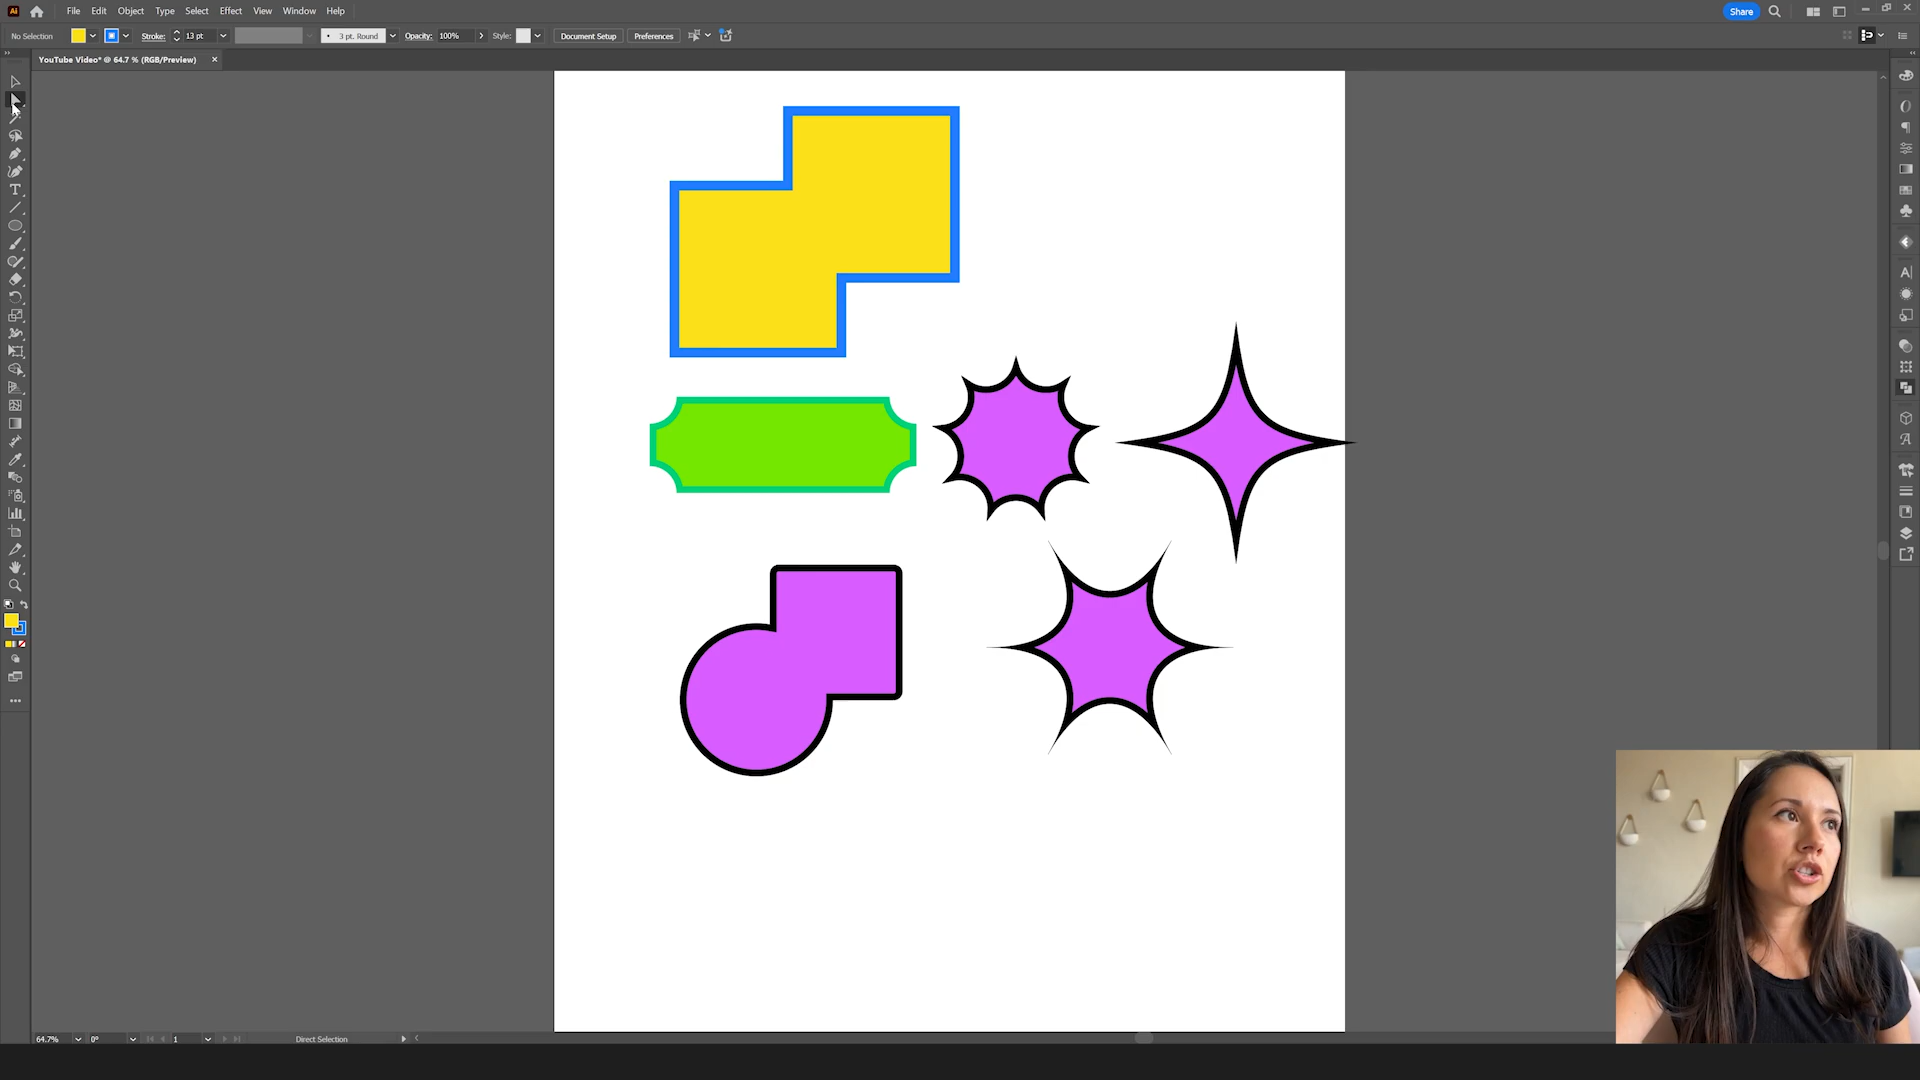 Ai File Edit Object Type Select Effect View Window Help Share
No Selection Stroke: 13 pt 3 pt. Round Opacity: 100% Style: Document Setup Preferences
YouTube Video* @ 64.7 % (RGB/Preview) ×
64.7% 0° 1 Direct Selection